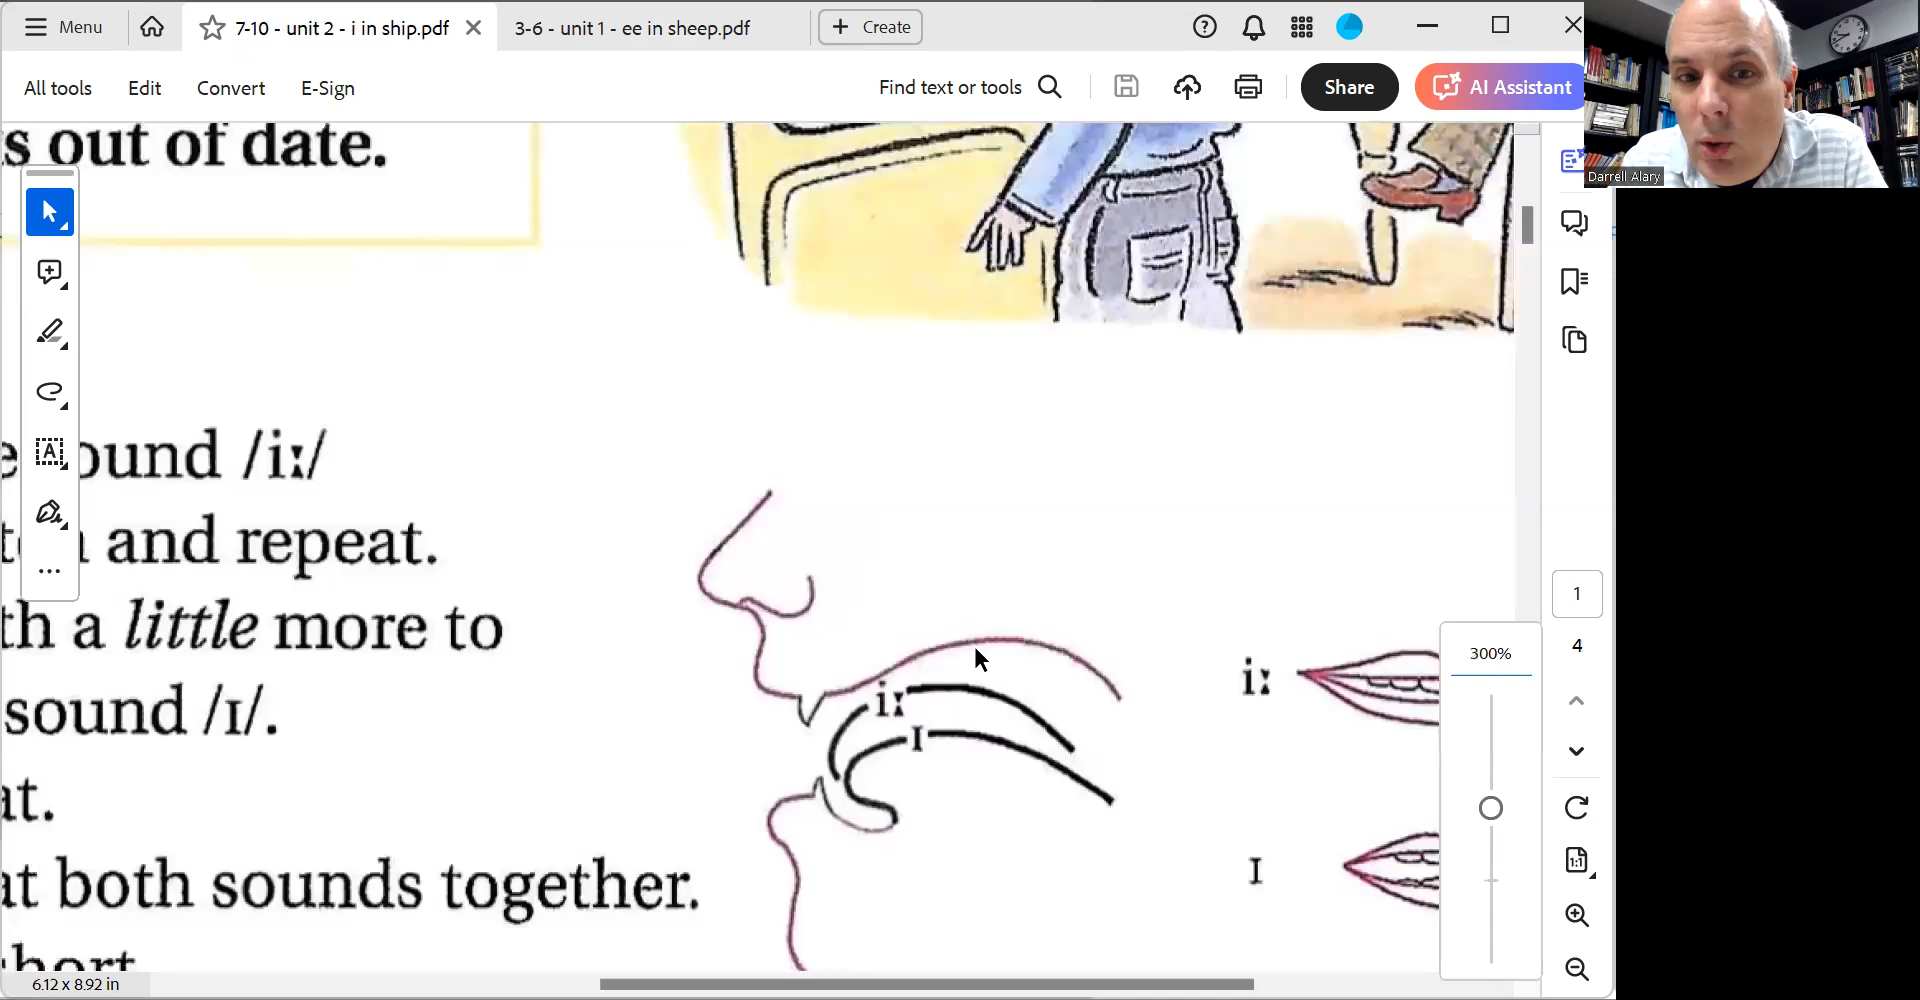 Menu
7-10 - unit 2 - i in ship.pdf
3-6 - unit 1 - ee in sheep.pdf
Create
All tools
Edit
Convert
E-Sign
Find text or tools
Share
AI Assistant
Darrell Alary
s out of date.
ound /iː/
and repeat.
th a little more to
sound /ɪ/.
at.
at both sounds together.
short
iː
ɪ
iː
ɪ
300%
1
4
1:1
6.12 x 8.92 in